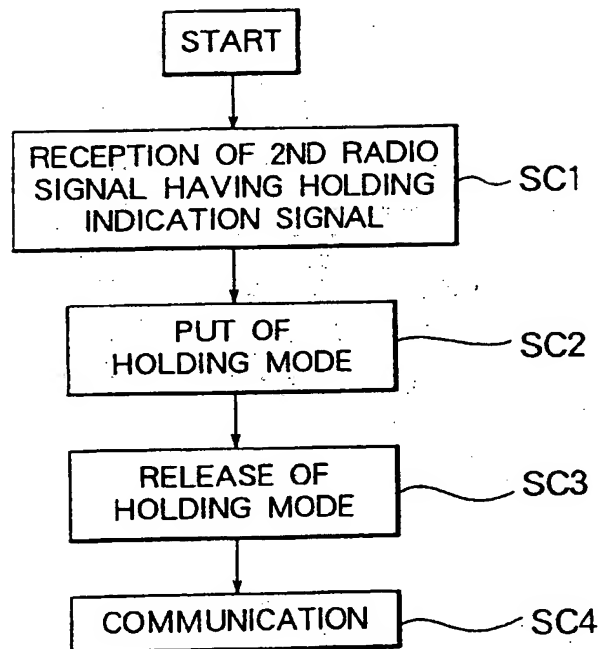 START
RECEPTION OF 2ND RADIO
SIGNAL HAVING HOLDING
INDICATION SIGNAL
SC1
PUT OF
HOLDING MODE
SC2
RELEASE OF
HOLDING MODE
SC3
COMMUNICATION
SC4